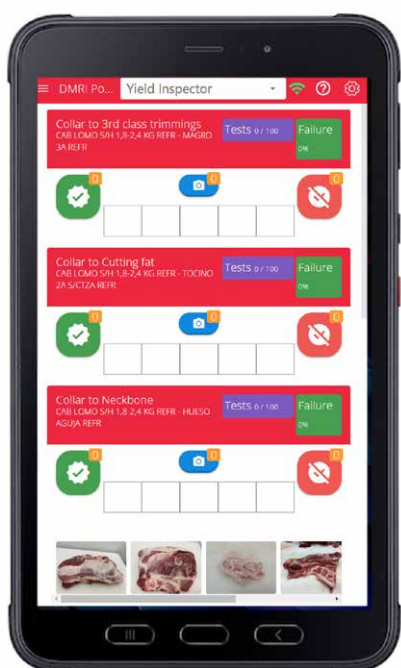 DMRI Po... Yield Inspector
Collar to 3rd class trimmings
CAB LOMO S/H 1,8-2,4 KG REFR - MAGRO
3A REFR
Tests 0 / 100
Failure
0%
0
0
0
Collar to Cutting fat
CAB LOMO S/H 1,8-2,4 KG REFR - TOCINO
2A S/CTZA REFR
Tests 0 / 100
Failure
0%
0
0
0
Collar to Neckbone
CAB LOMO S/H 1,8-2,4 KG REFR - HUESO
AGUJA REFR
Tests 0 / 100
Failure
0%
0
0
0